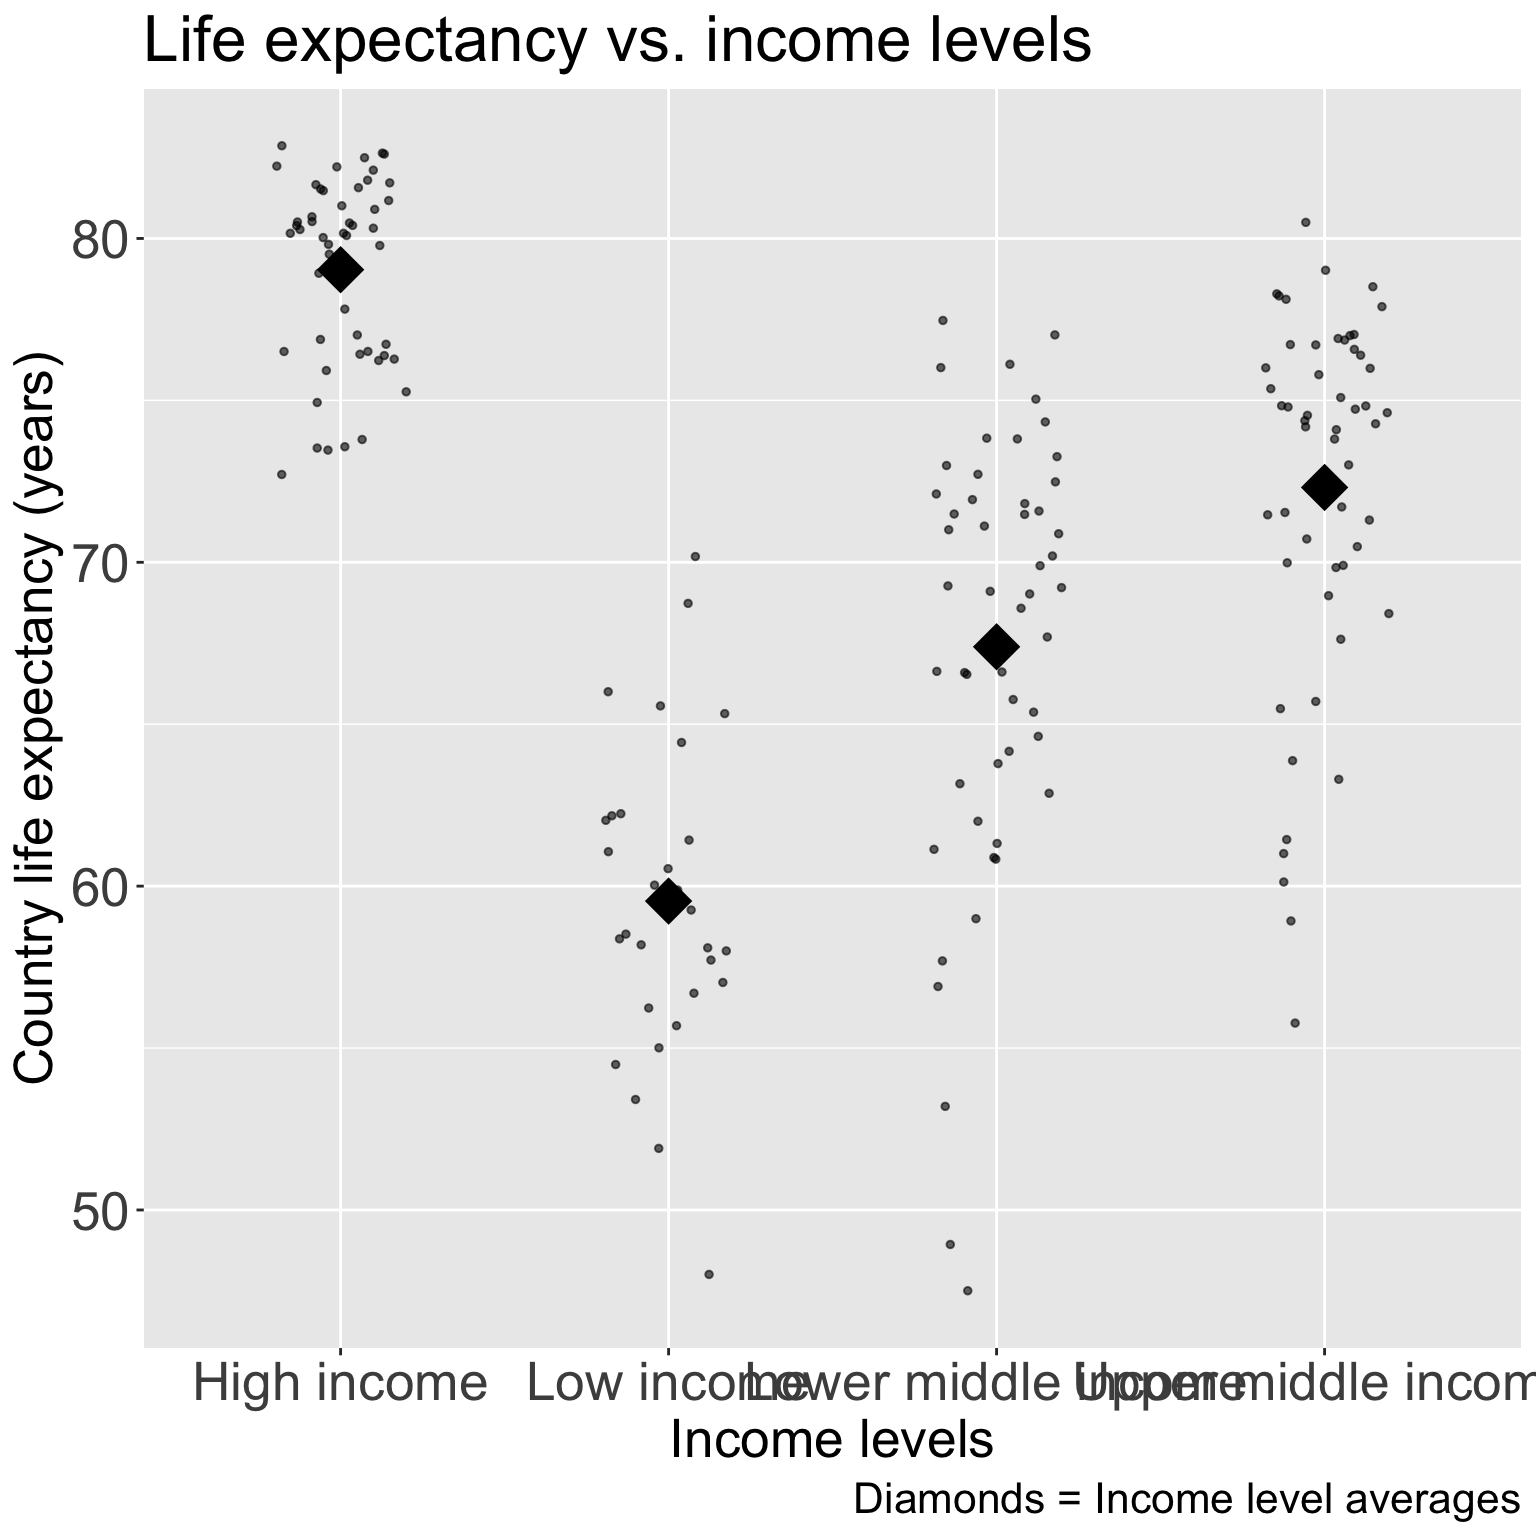 Life expectancy vs. income levels
Country life expectancy (years)
80
70
60
50
High income
Low income
Lower middle income
Upper middle incom
Income levels
Diamonds = Income level averages